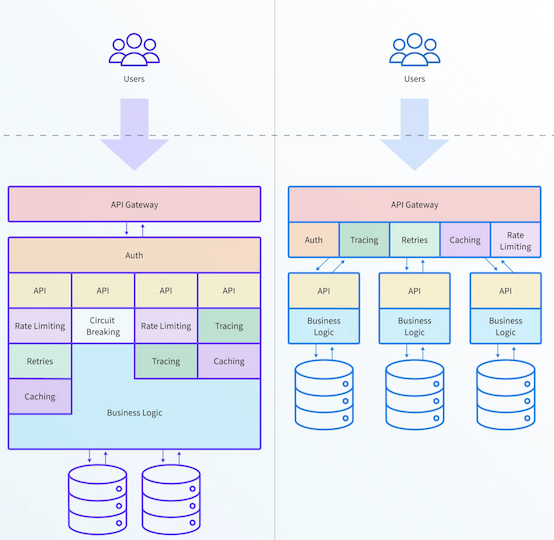 Users
API Gateway
Auth
API
API
API
API
Rate Limiting
Circuit
Breaking
Rate Limiting
Tracing
Retries
Tracing
Caching
Caching
Business Logic
Users
API Gateway
Auth
Tracing
Retries
Caching
Rate
Limiting
API
API
API
Business
Logic
Business
Logic
Business
Logic